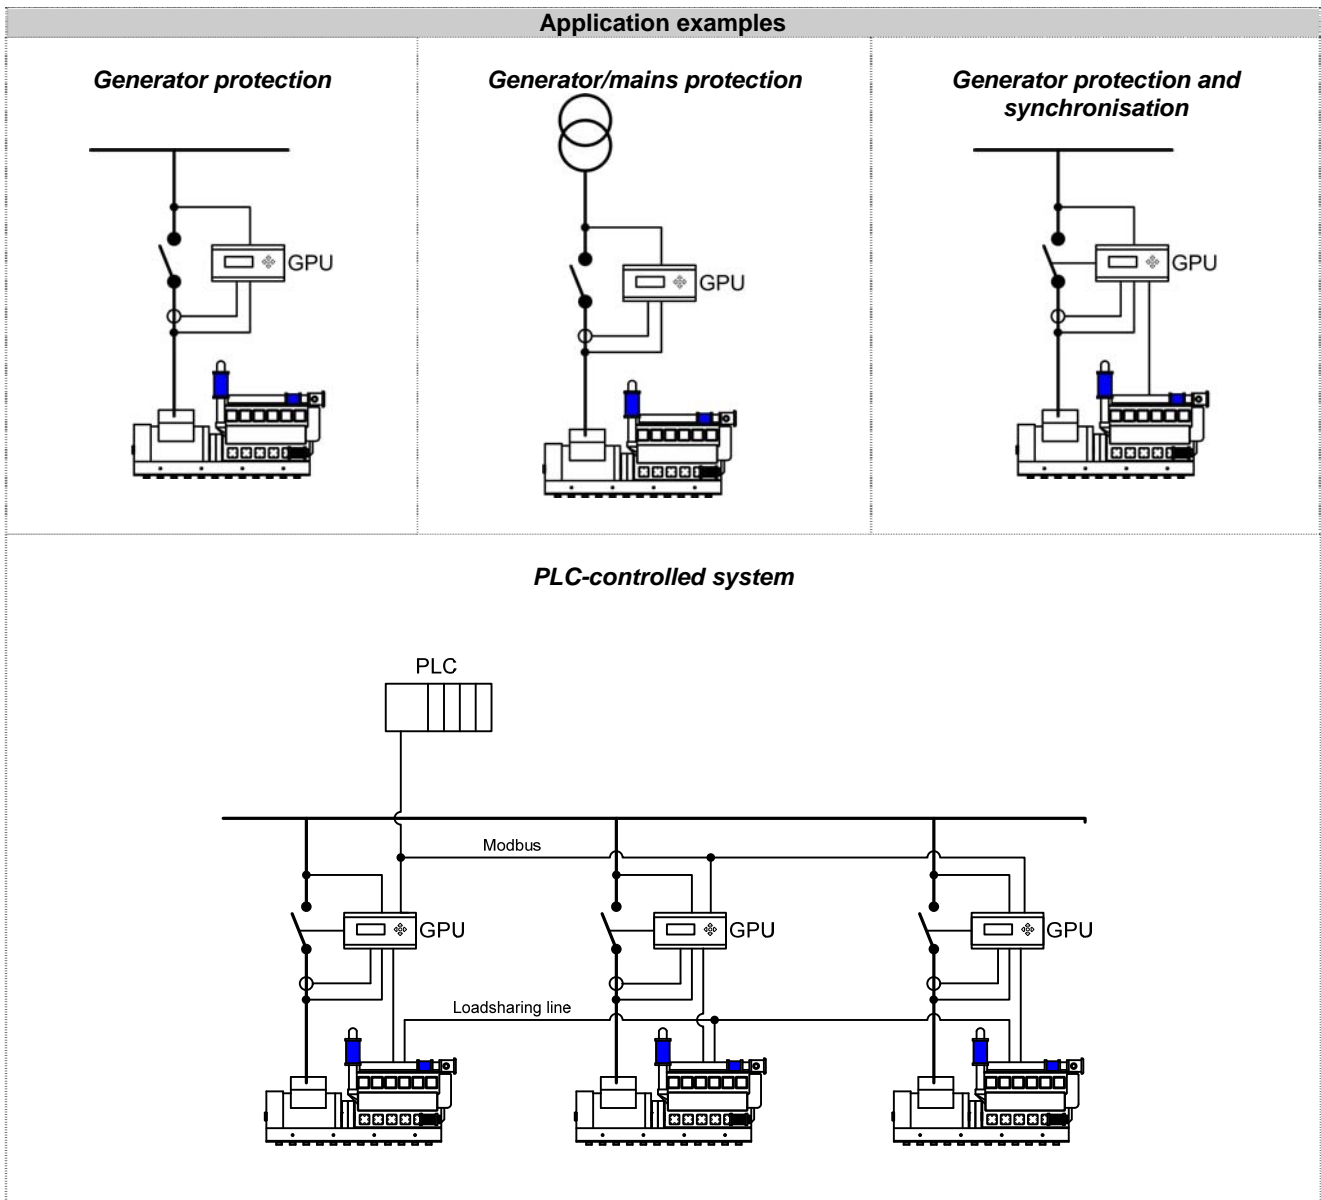 Application examples
Generator protection
Generator/mains protection
Generator protection and
synchronisation
GPU
GPU
GPU
PLC-controlled system
PLC
Modbus
GPU
GPU
GPU
Loadsharing line